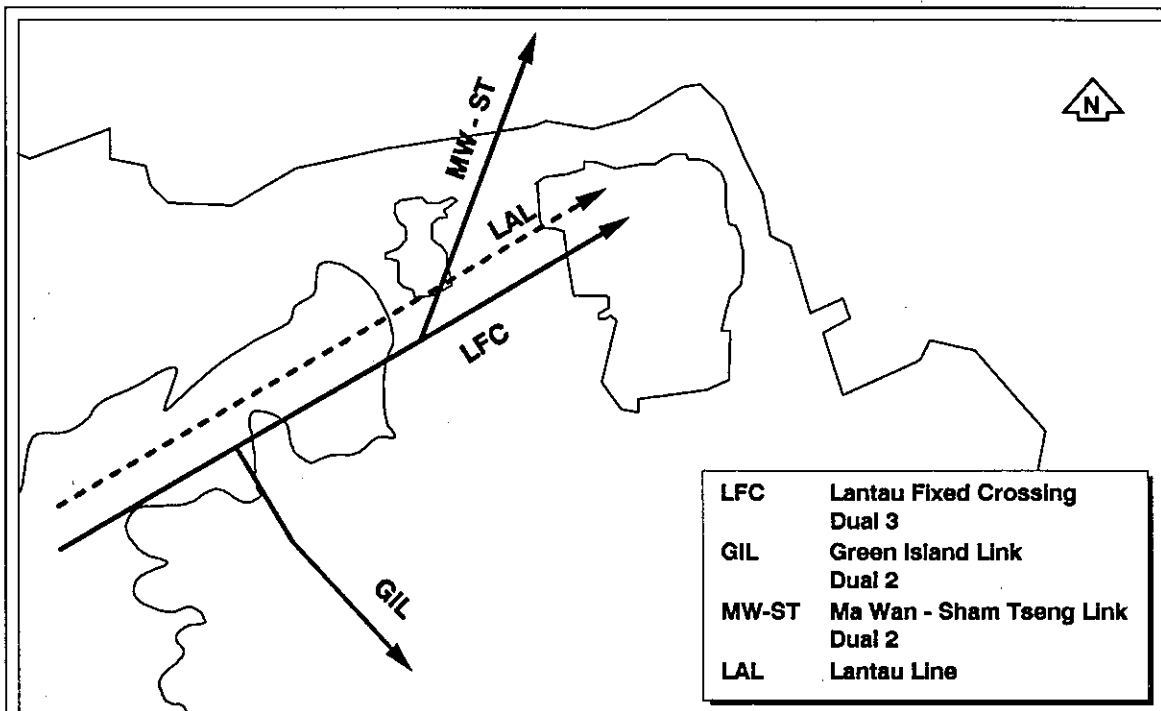 MW - ST
N
LAL
LFC
GIL
LFC Lantau Fixed Crossing
Dual 3
GIL Green Island Link
Dual 2
MW-ST Ma Wan - Sham Tseng Link
Dual 2
LAL Lantau Line